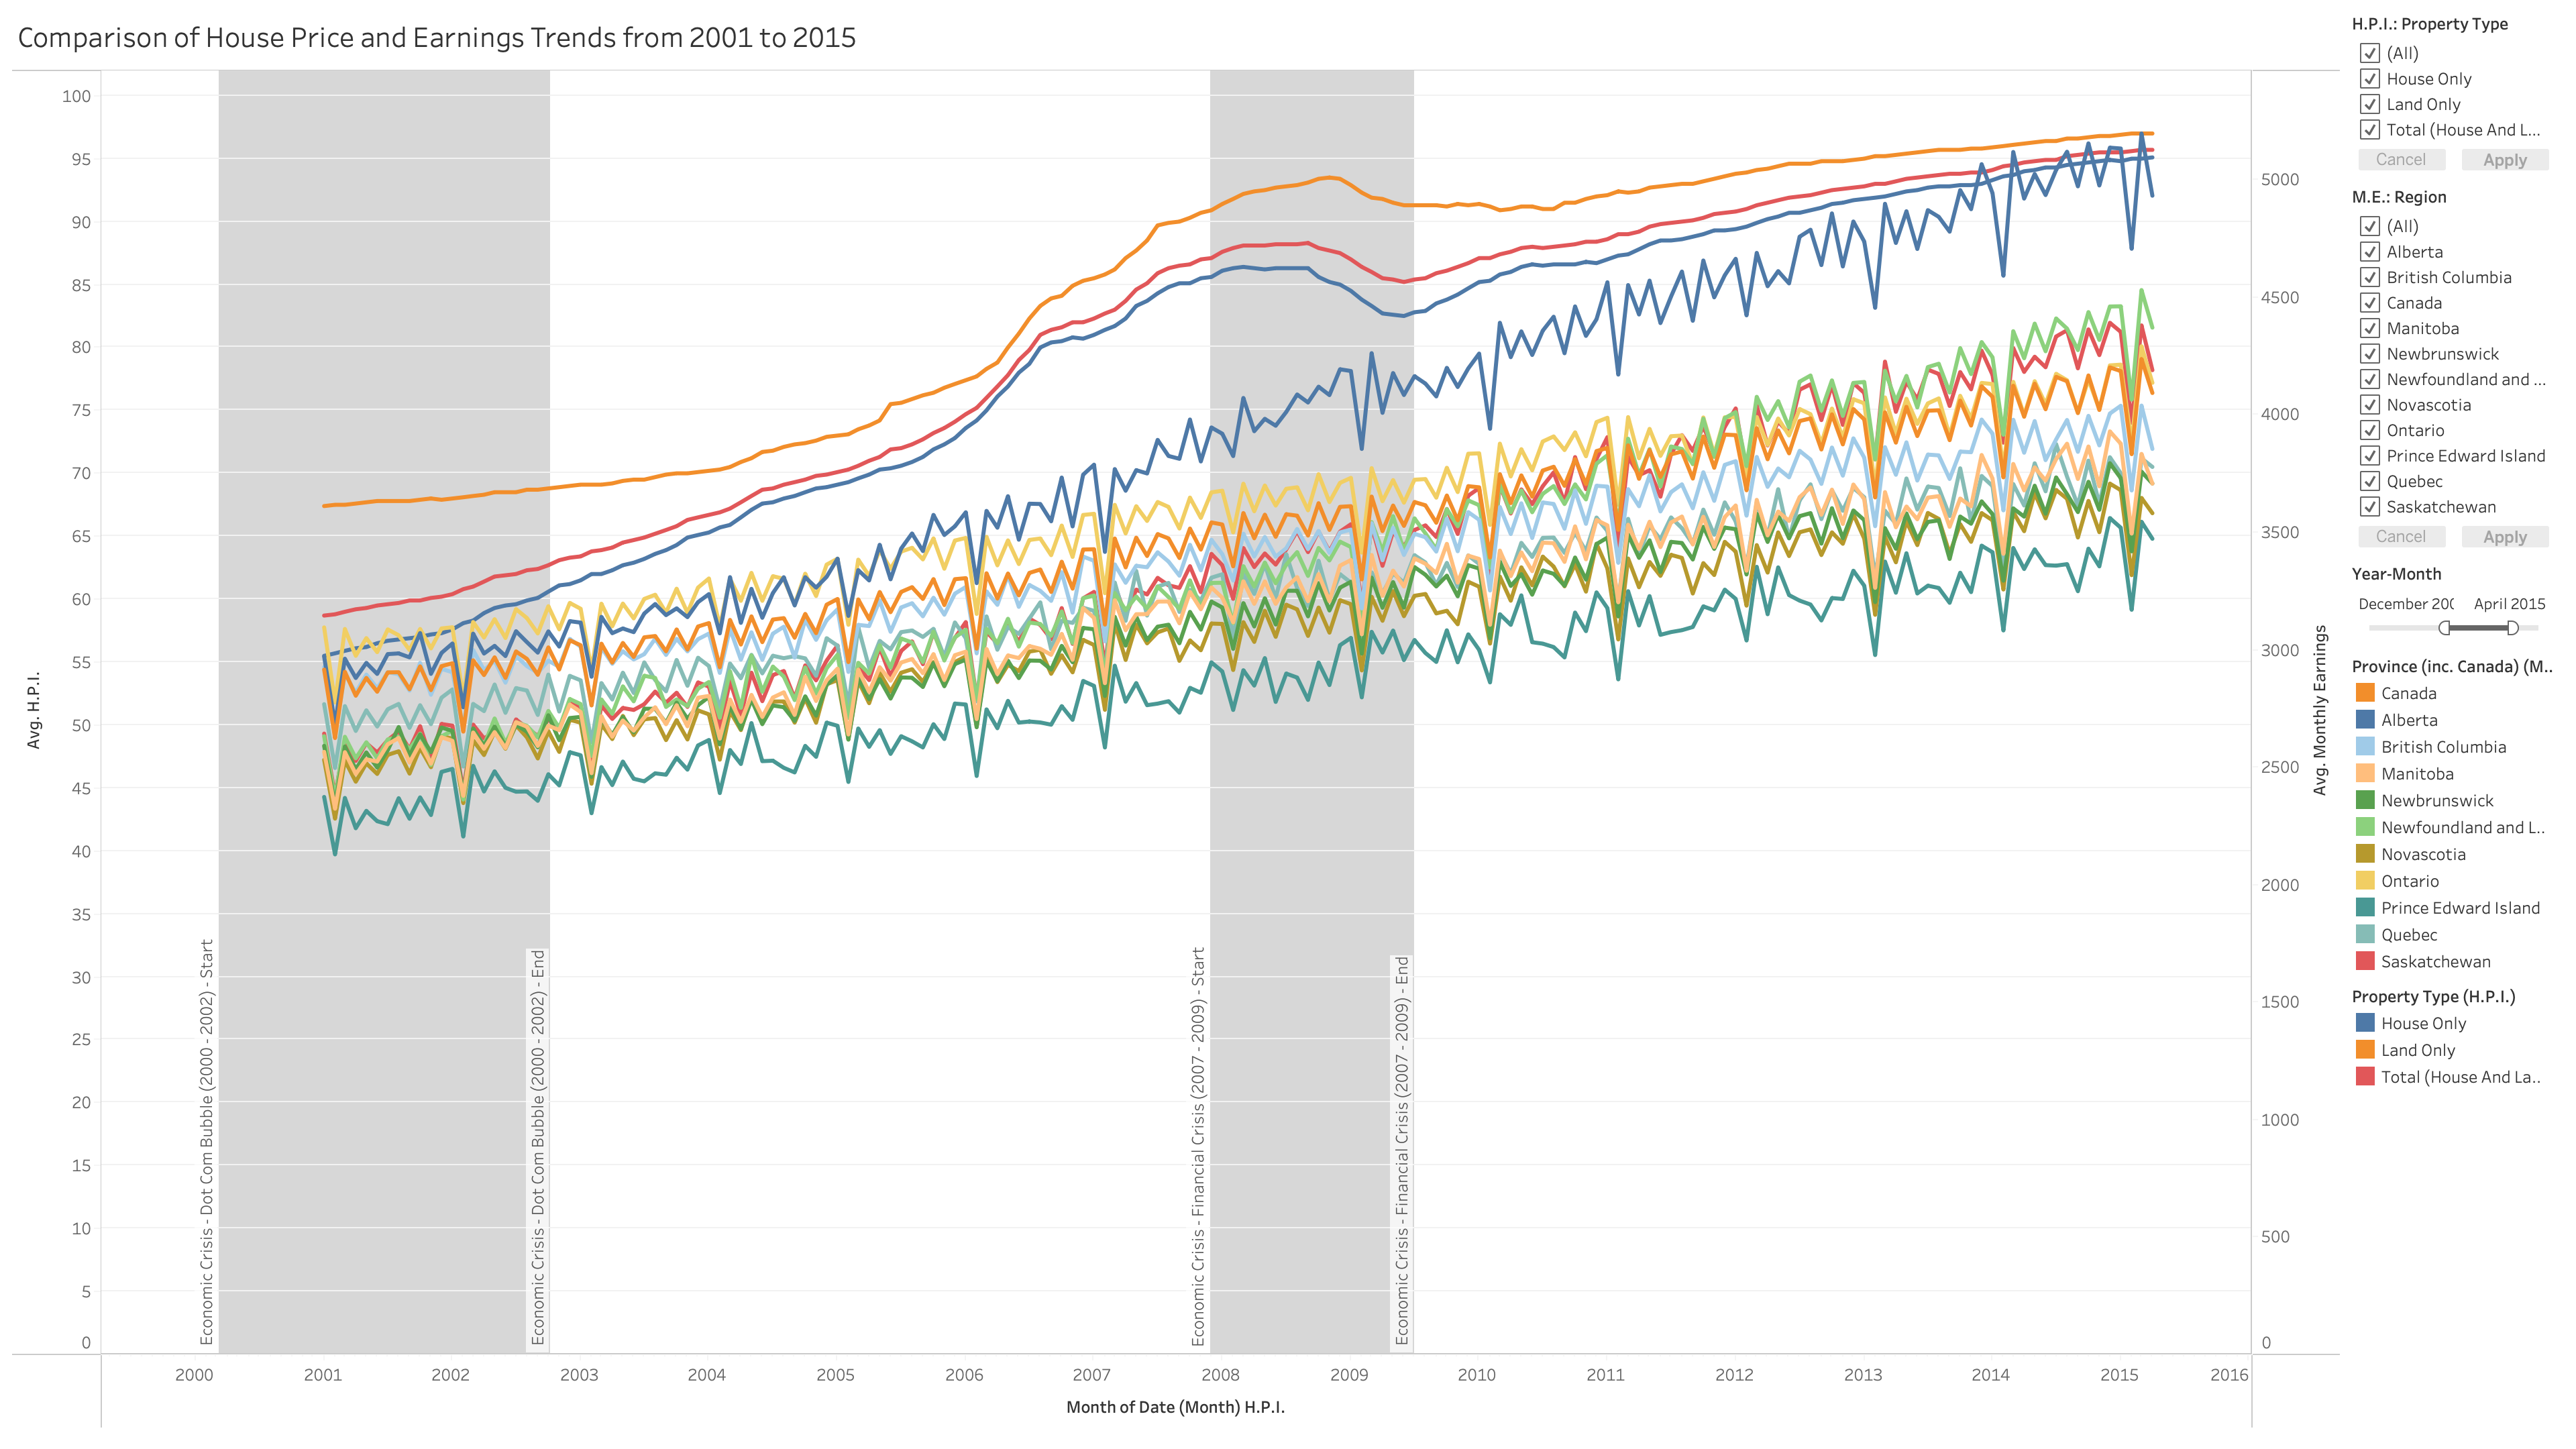 Comparison of House Price and Earnings Trends from 2001 to 2015
Avg. H.P.I.
100
95
90
85
80
75
70
65
60
55
50
45
40
35
30
25
20
15
10
5
0
Economic Crisis - Dot Com Bubble (2000 - 2002) - Start
Economic Crisis - Dot Com Bubble (2000 - 2002) - End
Economic Crisis - Financial Crisis (2007 - 2009) - Start
Economic Crisis - Financial Crisis (2007 - 2009) - End
2000 2001 2002 2003 2004 2005 2006 2007 2008 2009 2010 2011 2012 2013 2014 2015 2016
Month of Date (Month) H.P.I.
5000
4500
4000
3500
3000
2500
2000
1500
1000
500
0
Avg. Monthly Earnings
H.P.I.: Property Type
(All)
House Only
Land Only
Total (House And L...
Cancel Apply
M.E.: Region
(All)
Alberta
British Columbia
Canada
Manitoba
Newbrunswick
Newfoundland and ...
Novascotia
Ontario
Prince Edward Island
Quebec
Saskatchewan
Cancel Apply
Year-Month
December 200 April 2015
Province (inc. Canada) (M..
Canada
Alberta
British Columbia
Manitoba
Newbrunswick
Newfoundland and L..
Novascotia
Ontario
Prince Edward Island
Quebec
Saskatchewan
Property Type (H.P.I.)
House Only
Land Only
Total (House And La..